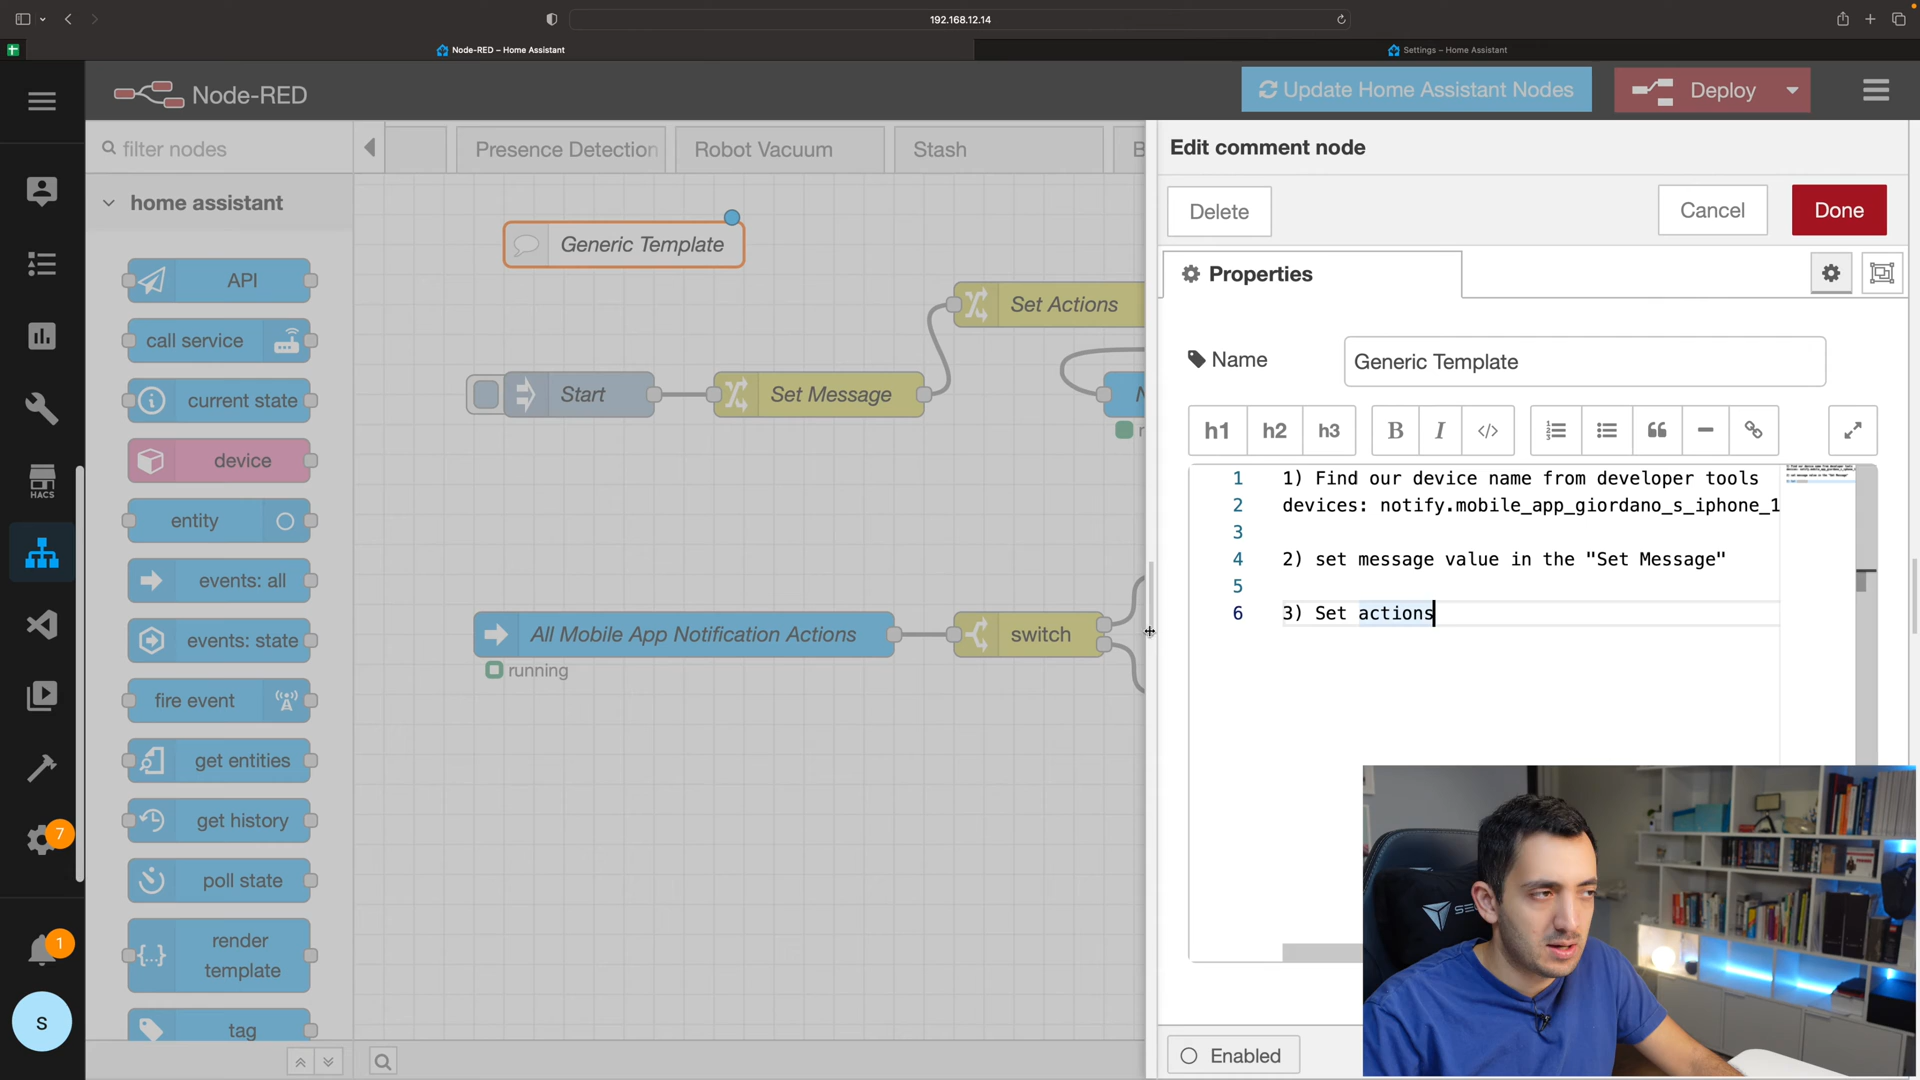 192.168.12.14
Node-RED – Home Assistant
Settings – Home Assistant
Node-RED
Update Home Assistant Nodes
Deploy
filter nodes
Presence Detection
Robot Vacuum
Stash
home assistant
API
call service
current state
device
entity
events: all
events: state
fire event
get entities
get history
poll state
render
template
tag
HACS
7
1
s
Generic Template
Set Actions
Start
Set Message
All Mobile App Notification Actions
switch
running
Edit comment node
Delete
Cancel
Done
Properties
Name
Generic Template
h1
h2
h3
B
I
</>
1 1) Find our device name from developer tools
2 devices: notify.mobile_app_giordano_s_iphone_1
3
4 2) set message value in the "Set Message"
5
6 3) Set actions
Enabled